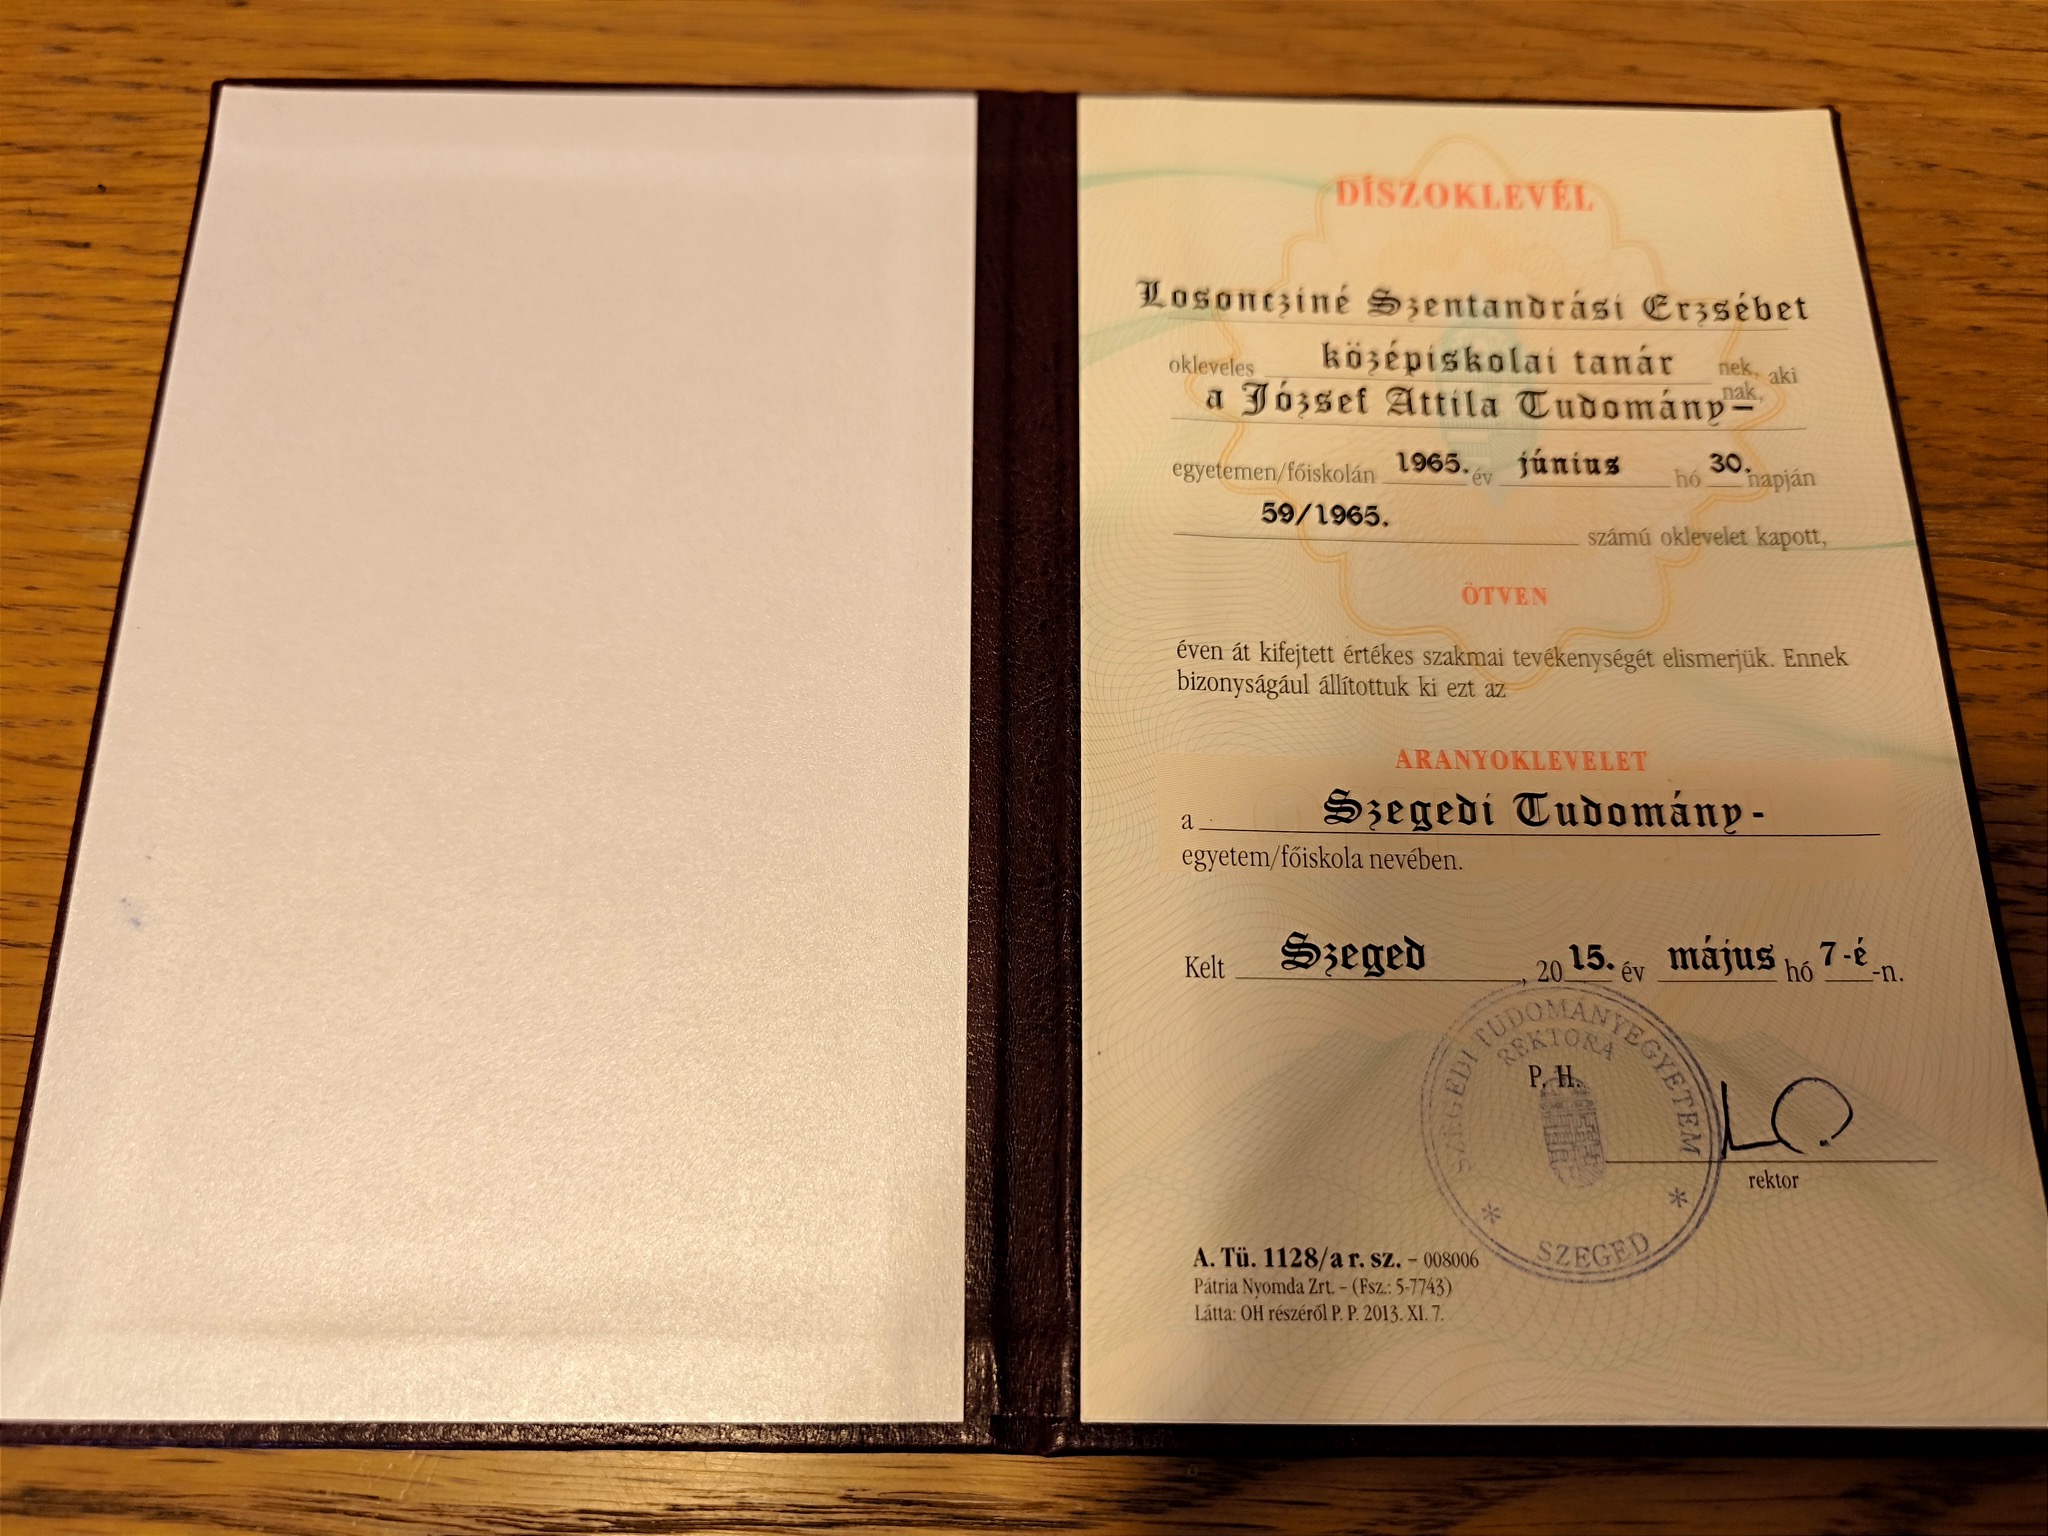 DÍSZOKLEVÉL
Losoncziné Szentandrási Erzsébet
okleveles középiskolai tanár nek, nak, aki
a József Attila Tudomány-
egyetemen/főiskolán 1965. év június hó 30. napján
59/1965. számú oklevelet kapott,
ÖTVEN
éven át kifejtett értékes szakmai tevékenységét elismerjük. Ennek
bizonyságául állítottuk ki ezt az
ARANYOKLEVELET
a Szegedi Tudomány-
egyetem/főiskola nevében.
Kelt Szeged, 2015. év május hó 7-é-n.
SZEGEDI TUDOMÁNYEGYETEM
REKTORA
P. H.
SZEGED
rektor
A. Tü. 1128/a r. sz. – 008006
Pátria Nyomda Zrt. – (Fsz.: 5-7743)
Látta: OH részéről P. P. 2013. XI. 7.